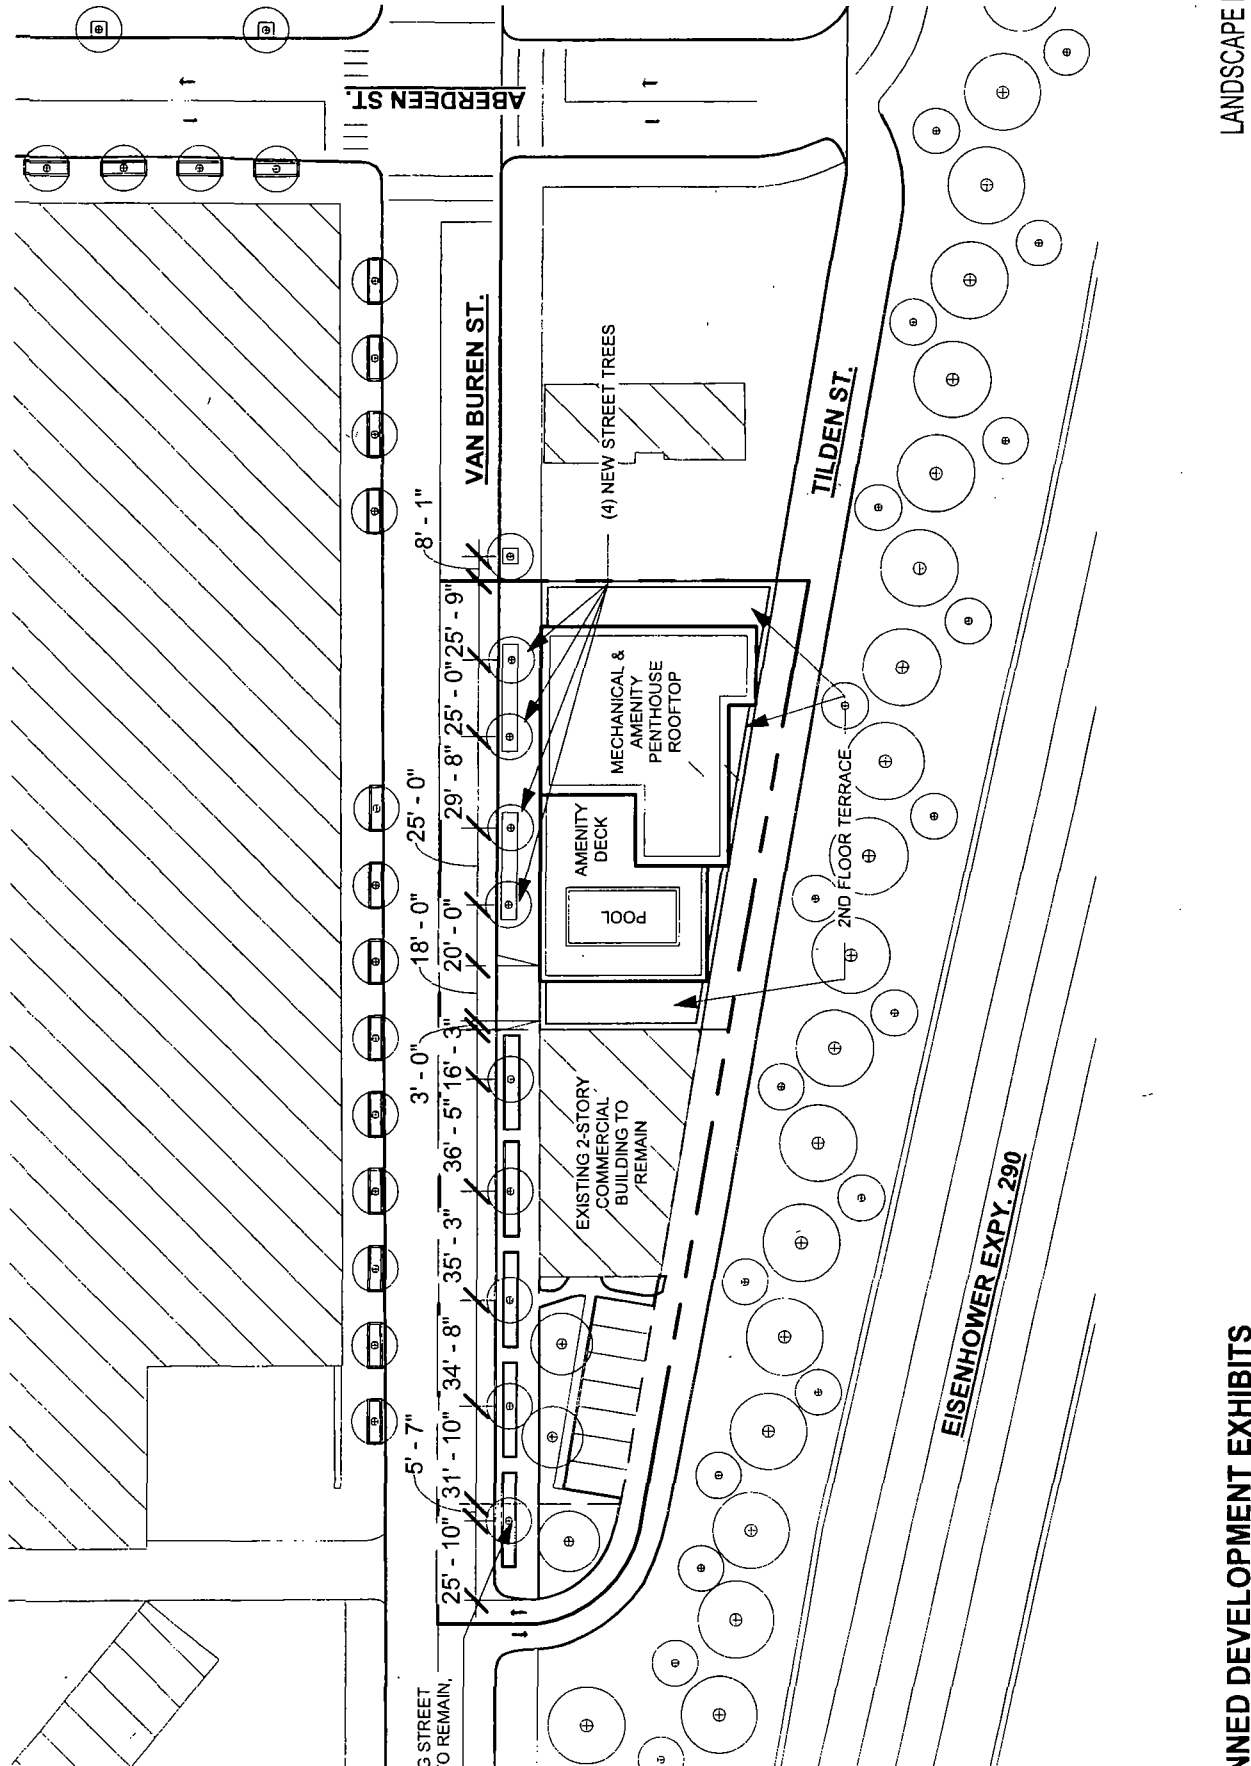 LANDSCAPE
ABERDEEN ST.
VAN BUREN ST.
(4) NEW STREET TREES
TILDEN ST.
8' - 1"
25' - 9"
25' - 0"
29' - 8"
25' - 0"
20' - 0"
18' - 0"
3' - 0"
16' - 3"
36' - 5"
35' - 3"
34' - 8"
31' - 10"
5' - 7"
25' - 10"
MECHANICAL &
AMENITY
PENTHOUSE
ROOFTOP
AMENITY
DECK
POOL
2ND FLOOR TERRACE
EXISTING 2-STORY
COMMERCIAL
BUILDING TO
REMAIN
EISENHOWER EXPY. 290
G STREET
O REMAIN,
NNED DEVELOPMENT EXHIBITS